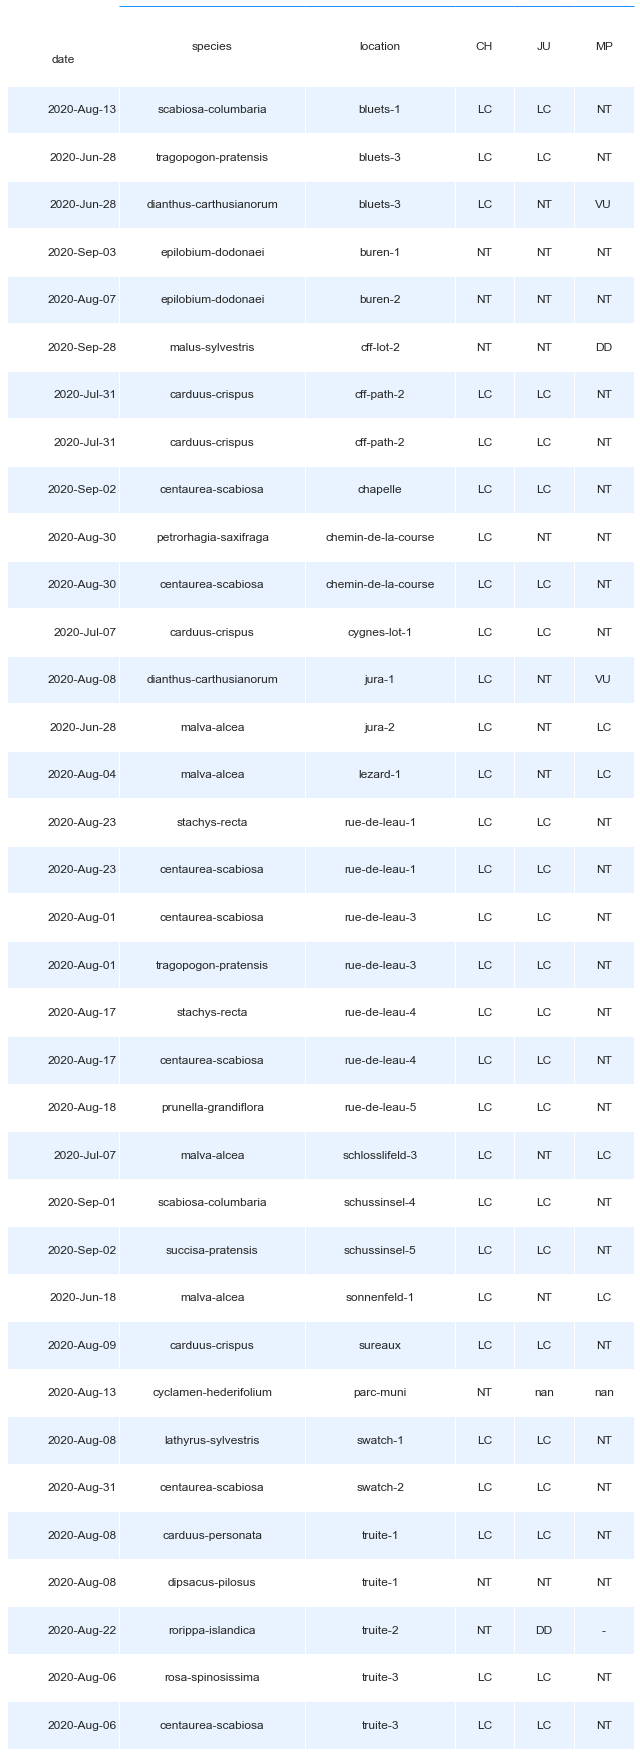 date species location CH JU MP
2020-Aug-13 scabiosa-columbaria bluets-1 LC LC NT
2020-Jun-28 tragopogon-pratensis bluets-3 LC LC NT
2020-Jun-28 dianthus-carthusianorum bluets-3 LC NT VU
2020-Sep-03 epilobium-dodonaei buren-1 NT NT NT
2020-Aug-07 epilobium-dodonaei buren-2 NT NT NT
2020-Sep-28 malus-sylvestris cff-lot-2 NT NT DD
2020-Jul-31 carduus-crispus cff-path-2 LC LC NT
2020-Jul-31 carduus-crispus cff-path-2 LC LC NT
2020-Sep-02 centaurea-scabiosa chapelle LC LC NT
2020-Aug-30 petrorhagia-saxifraga chemin-de-la-course LC NT NT
2020-Aug-30 centaurea-scabiosa chemin-de-la-course LC LC NT
2020-Jul-07 carduus-crispus cygnes-lot-1 LC LC NT
2020-Aug-08 dianthus-carthusianorum jura-1 LC NT VU
2020-Jun-28 malva-alcea jura-2 LC NT LC
2020-Aug-04 malva-alcea lezard-1 LC NT LC
2020-Aug-23 stachys-recta rue-de-leau-1 LC LC NT
2020-Aug-23 centaurea-scabiosa rue-de-leau-1 LC LC NT
2020-Aug-01 centaurea-scabiosa rue-de-leau-3 LC LC NT
2020-Aug-01 tragopogon-pratensis rue-de-leau-3 LC LC NT
2020-Aug-17 stachys-recta rue-de-leau-4 LC LC NT
2020-Aug-17 centaurea-scabiosa rue-de-leau-4 LC LC NT
2020-Aug-18 prunella-grandiflora rue-de-leau-5 LC LC NT
2020-Jul-07 malva-alcea schlosslifeld-3 LC NT LC
2020-Sep-01 scabiosa-columbaria schussinsel-4 LC LC NT
2020-Sep-02 succisa-pratensis schussinsel-5 LC LC NT
2020-Jun-18 malva-alcea sonnenfeld-1 LC NT LC
2020-Aug-09 carduus-crispus sureaux LC LC NT
2020-Aug-13 cyclamen-hederifolium parc-muni NT nan nan
2020-Aug-08 lathyrus-sylvestris swatch-1 LC LC NT
2020-Aug-31 centaurea-scabiosa swatch-2 LC LC NT
2020-Aug-08 carduus-personata truite-1 LC LC NT
2020-Aug-08 dipsacus-pilosus truite-1 NT NT NT
2020-Aug-22 rorippa-islandica truite-2 NT DD -
2020-Aug-06 rosa-spinosissima truite-3 LC LC NT
2020-Aug-06 centaurea-scabiosa truite-3 LC LC NT